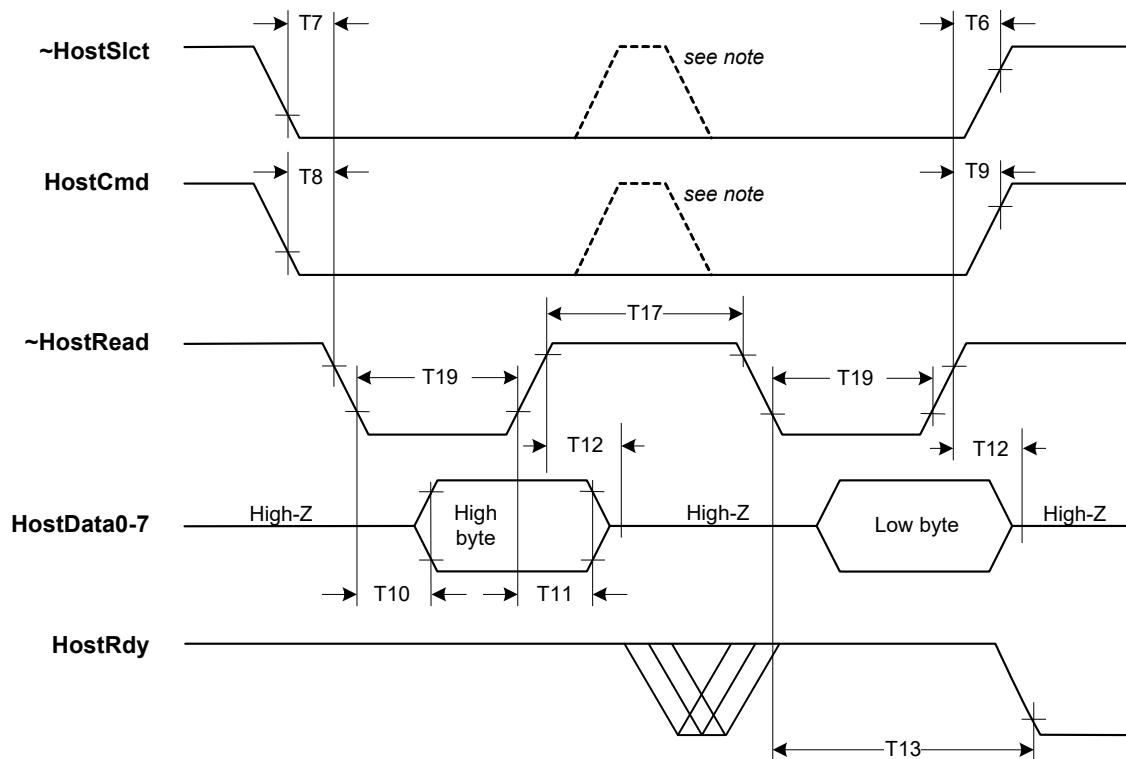 T7
T6
~HostSlct
see note
T8
T9
HostCmd
see note
T17
~HostRead
T19
T19
T12
T12
HostData0-7
High-Z
High
byte
High-Z
Low byte
High-Z
T10
T11
HostRdy
T13